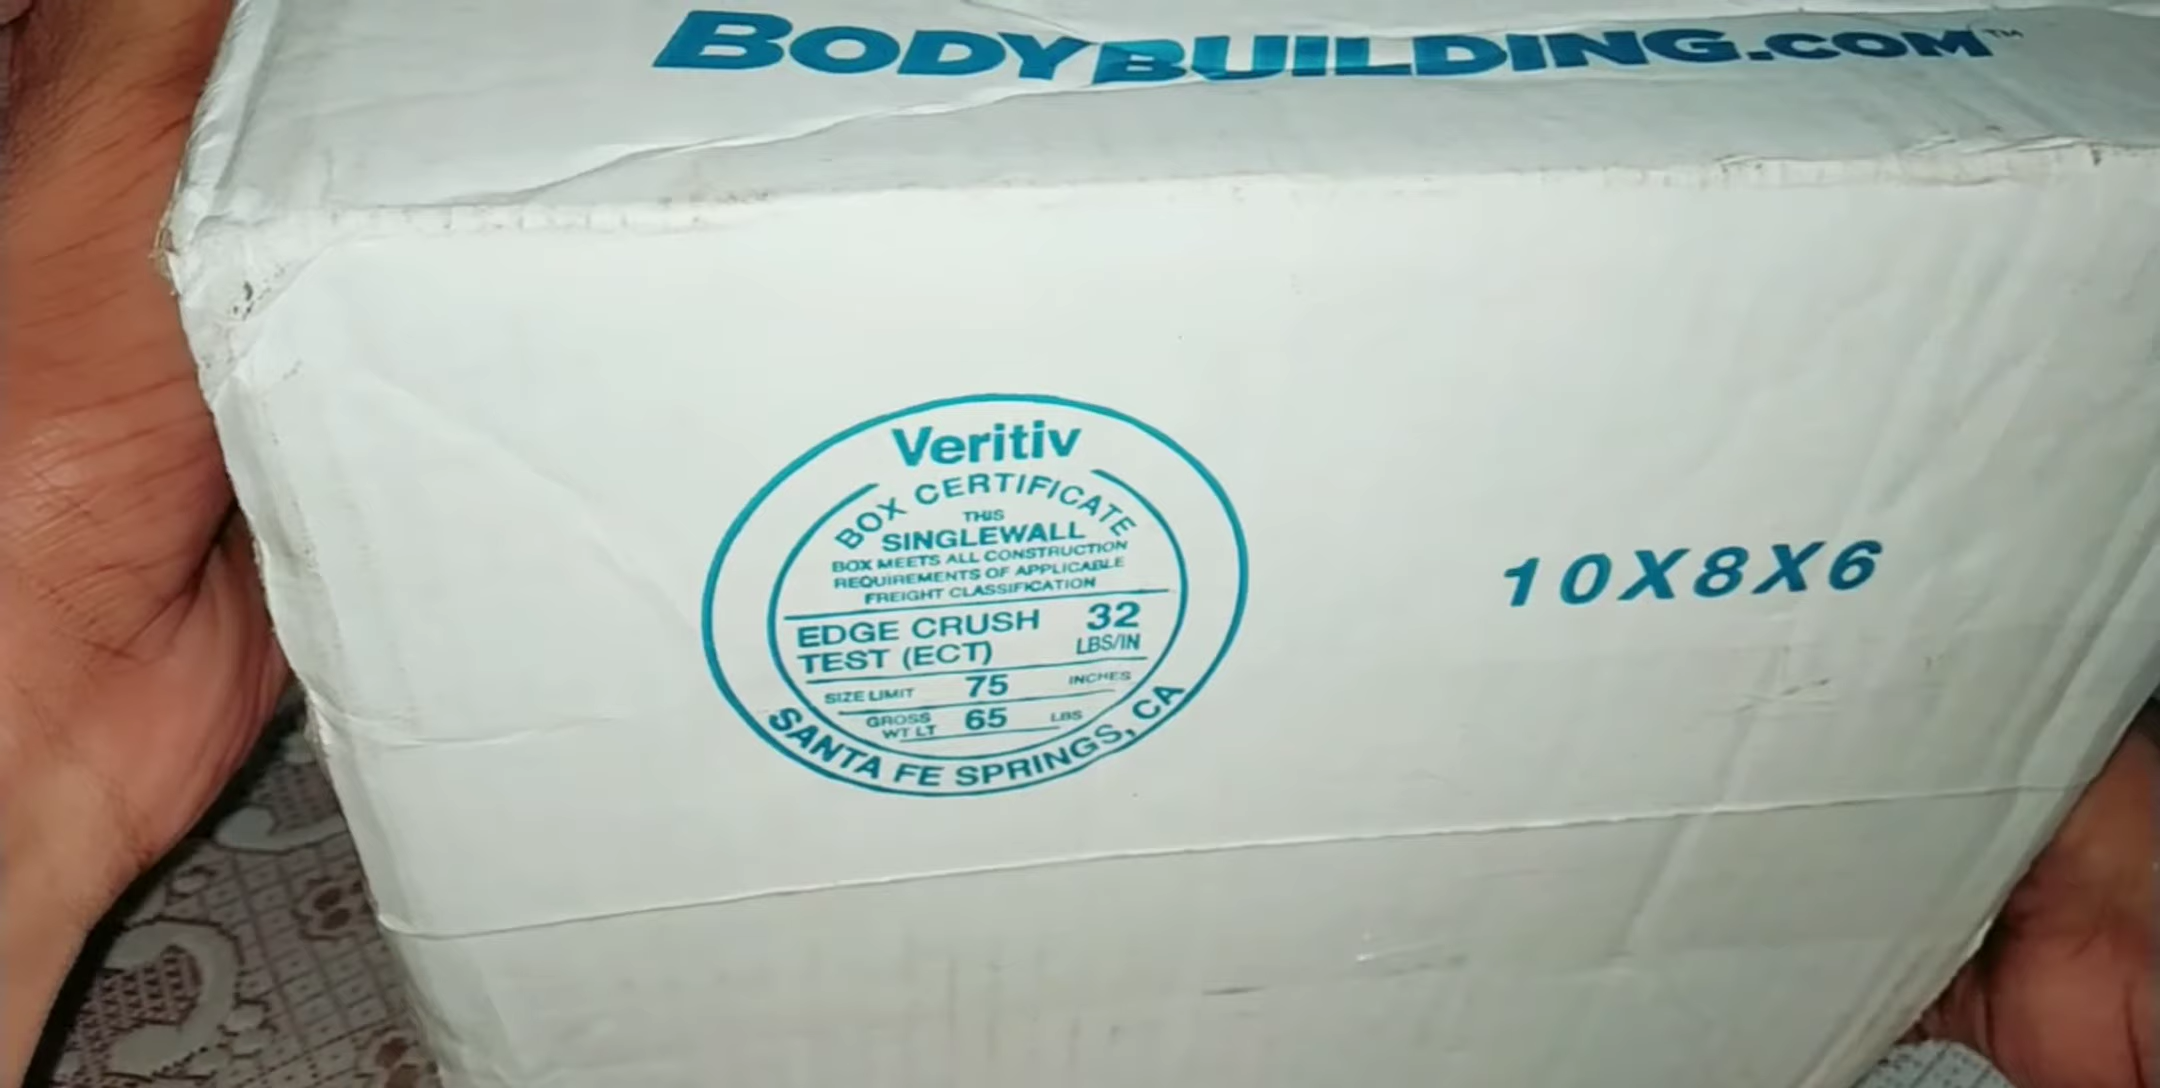 BODYBUILDING.COM™
Veritiv
BOX CERTIFICATE
THIS
SINGLEWALL
BOX MEETS ALL CONSTRUCTION
REQUIREMENTS OF APPLICABLE
FREIGHT CLASSIFICATION
EDGE CRUSH 32
TEST (ECT) LBS/IN
SIZE LIMIT 75 INCHES
GROSS
WT LT 65 LBS
SANTA FE SPRINGS, CA
10X8X6